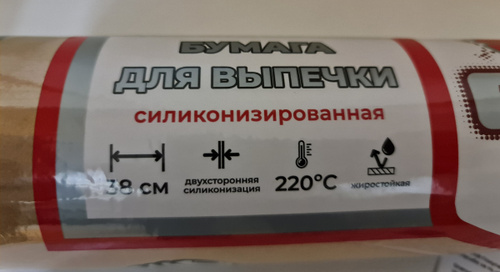 БУМАГА
ДЛЯ ВЫПЕЧКИ
силиконизированная
38 см
двухсторонняя
силиконизация
220°C
жиростойкая